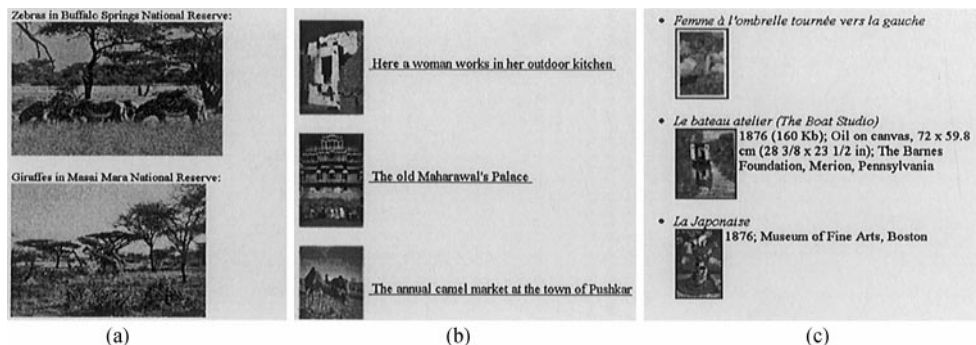 Zebras in Buffalo Springs National Reserve:
Giraffes in Masai Mara National Reserve:
(a)
Here a woman works in her outdoor kitchen
The old Maharawal's Palace
The annual camel market at the town of Pushkar
(b)
• Femme à l'ombrelle tournée vers la gauche
• Le bateau atelier (The Boat Studio)
1876 (160 Kb); Oil on canvas, 72 x 59.8
cm (28 3/8 x 23 1/2 in); The Barnes
Foundation, Merion, Pennsylvania
• La Japonaise
1876; Museum of Fine Arts, Boston
(c)